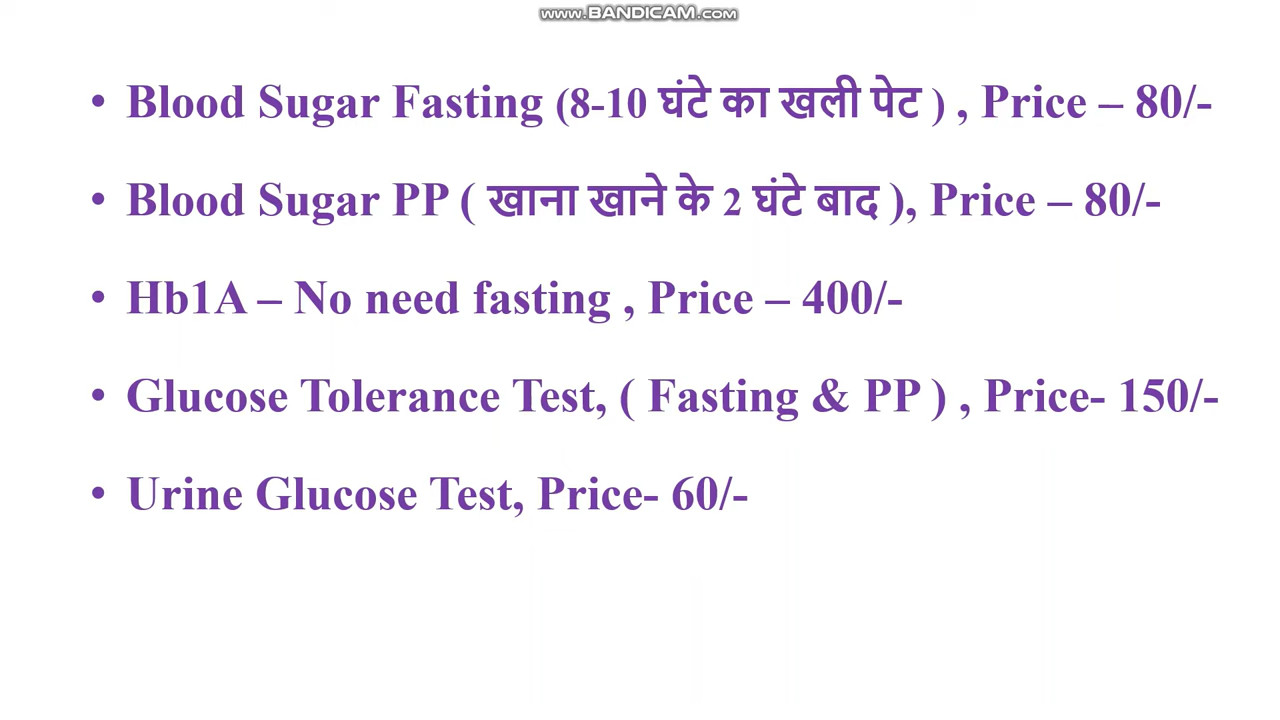 www.BANDICAM.com
• Blood Sugar Fasting (8-10 घंटे का खली पेट ) , Price – 80/-
• Blood Sugar PP ( खाना खाने के 2 घंटे बाद ), Price – 80/-
• Hb1A – No need fasting , Price – 400/-
• Glucose Tolerance Test, ( Fasting & PP ) , Price- 150/-
• Urine Glucose Test, Price- 60/-